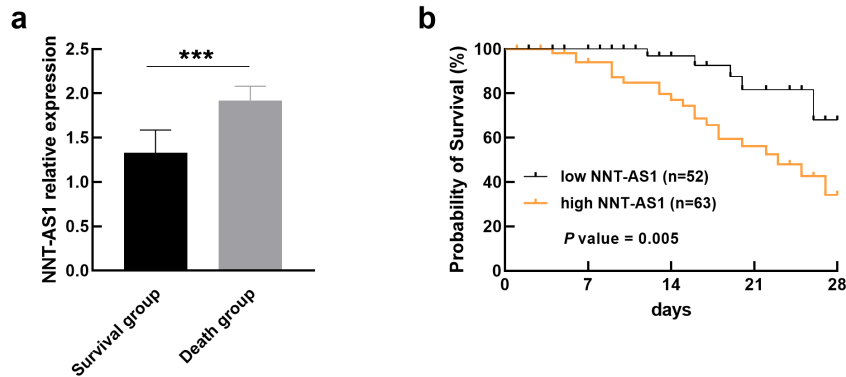 a
NNT-AS1 relative expression
2.5
2.0
1.5
1.0
0.5
0.0
***
Survival group
Death group
b
Probability of Survival (%)
100
80
60
40
20
0
low NNT-AS1 (n=52)
high NNT-AS1 (n=63)
P value = 0.005
0 7 14 21 28
days